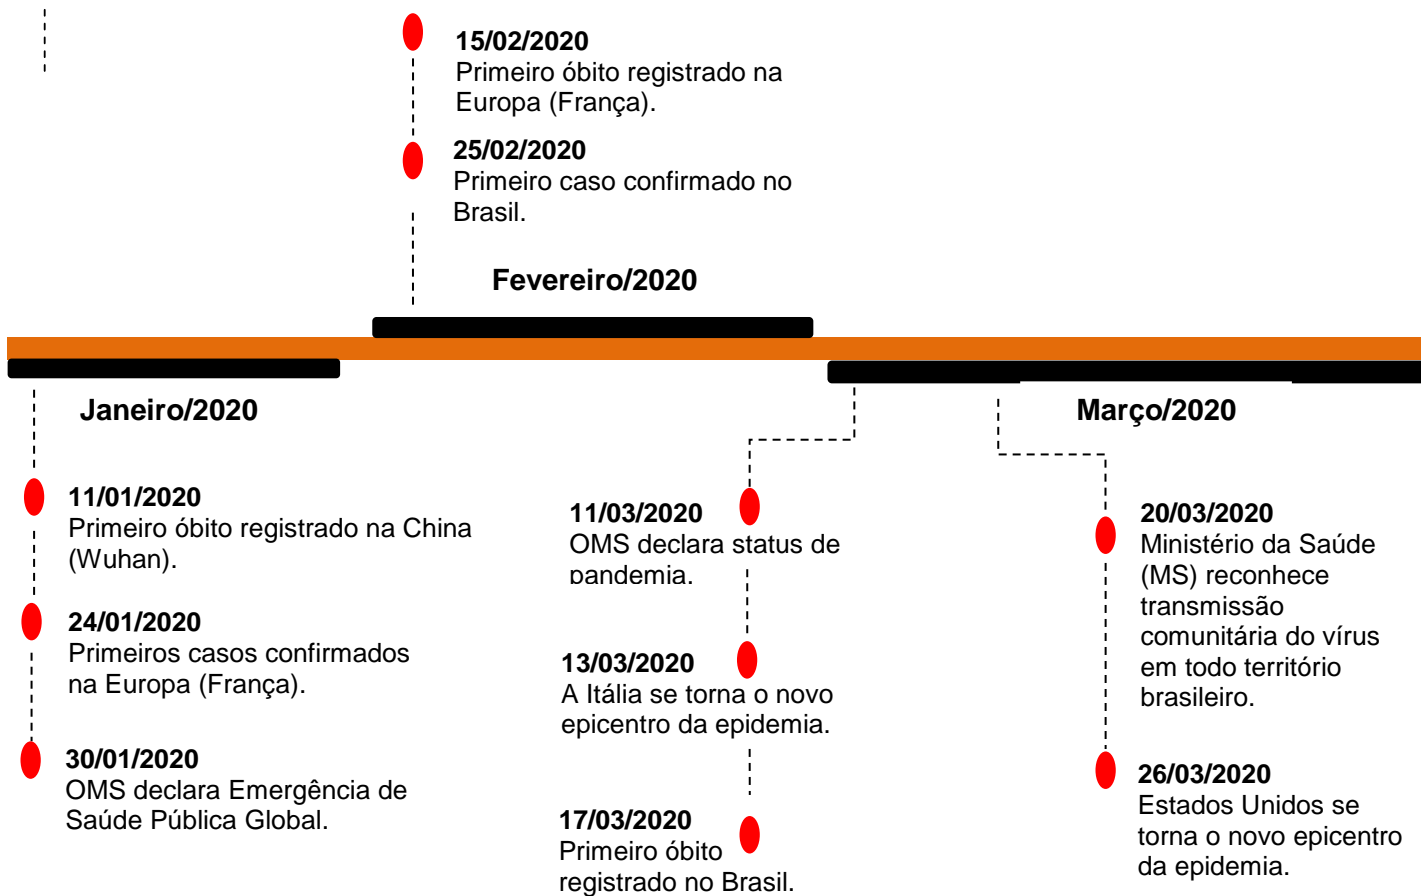 15/02/2020
Primeiro óbito registrado na
Europa (França).
25/02/2020
Primeiro caso confirmado no
Brasil.
Fevereiro/2020
Janeiro/2020
11/01/2020
Primeiro óbito registrado na China
(Wuhan).
24/01/2020
Primeiros casos confirmados
na Europa (França).
30/01/2020
OMS declara Emergência de
Saúde Pública Global.
Março/2020
11/03/2020
OMS declara status de
pandemia.
13/03/2020
A Itália se torna o novo
epicentro da epidemia.
17/03/2020
Primeiro óbito
registrado no Brasil.
20/03/2020
Ministério da Saúde
(MS) reconhece
transmissão
comunitária do vírus
em todo território
brasileiro.
26/03/2020
Estados Unidos se
torna o novo epicentro
da epidemia.